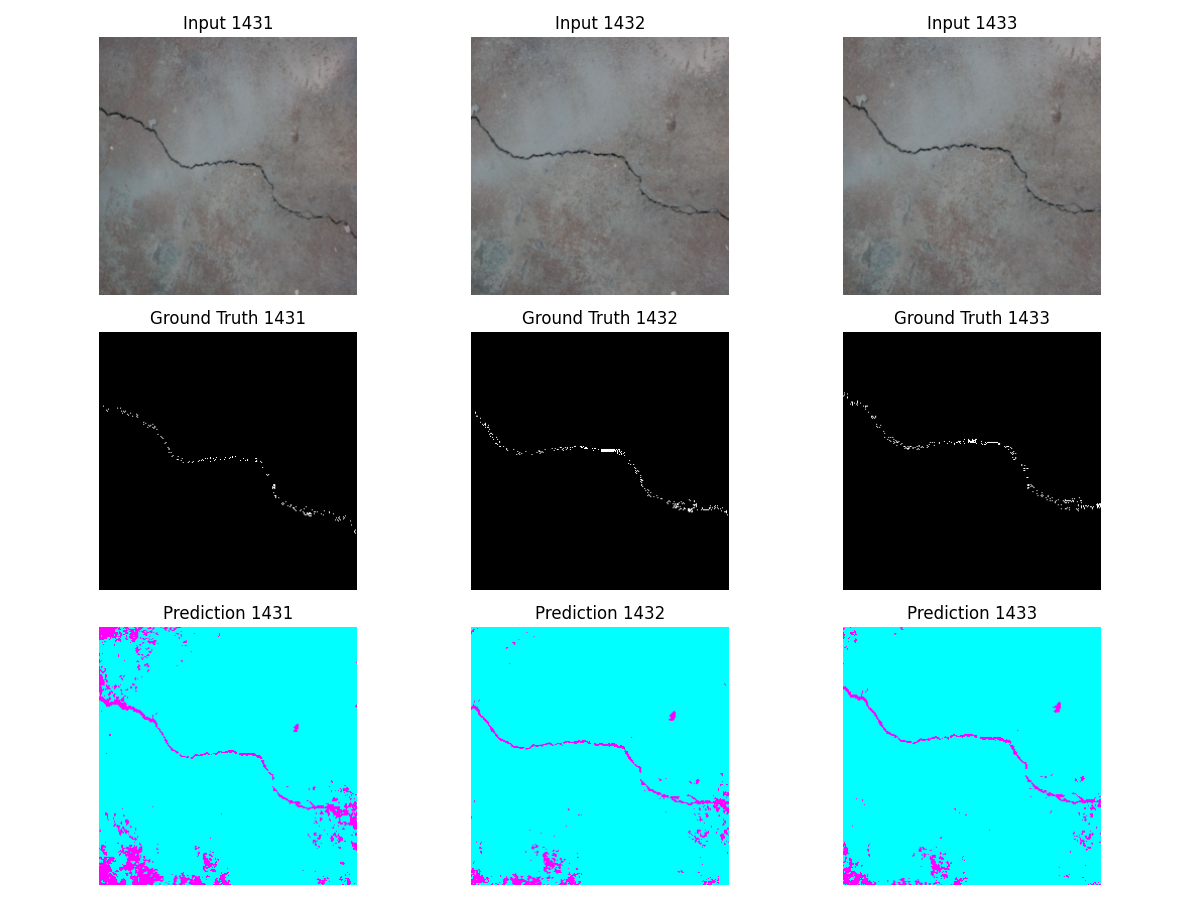 Input 1431
Input 1432
Input 1433
Ground Truth 1431
Ground Truth 1432
Ground Truth 1433
Prediction 1431
Prediction 1432
Prediction 1433